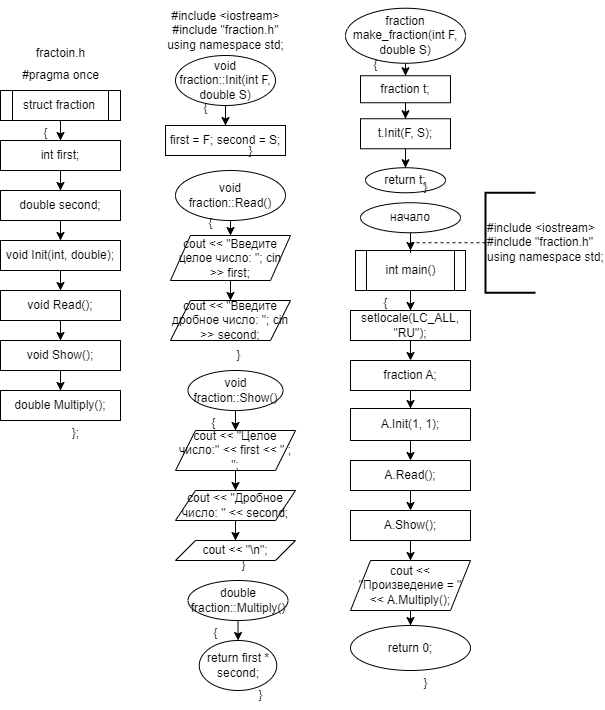 fractoin.h
#pragma once
struct fraction
{
int first;
double second;
void Init(int, double);
void Read();
void Show();
double Multiply();
};
#include <iostream>
#include "fraction.h"
using namespace std;
void
fraction::Init(int F,
double S)
{
first = F; second = S;
}
void
fraction::Read()
{
cout << "Введите
целое число: "; cin
>> first;
cout << "Введите
дробное число: "; cin
>> second;
}
void
fraction::Show()
{
cout << "Целое
число:" << first << " ;
";
cout << "Дробное
число: " << second;
cout << "\n";
}
double
fraction::Multiply()
{
return first *
second;
}
fraction
make_fraction(int F,
double S)
{
fraction t;
t.Init(F, S);
return t;
}
начало
#include <iostream>
#include "fraction.h"
using namespace std;
int main()
{
setlocale(LC_ALL,
"RU");
fraction A;
A.Init(1, 1);
A.Read();
A.Show();
cout <<
"Произведение = "
<< A.Multiply();
return 0;
}